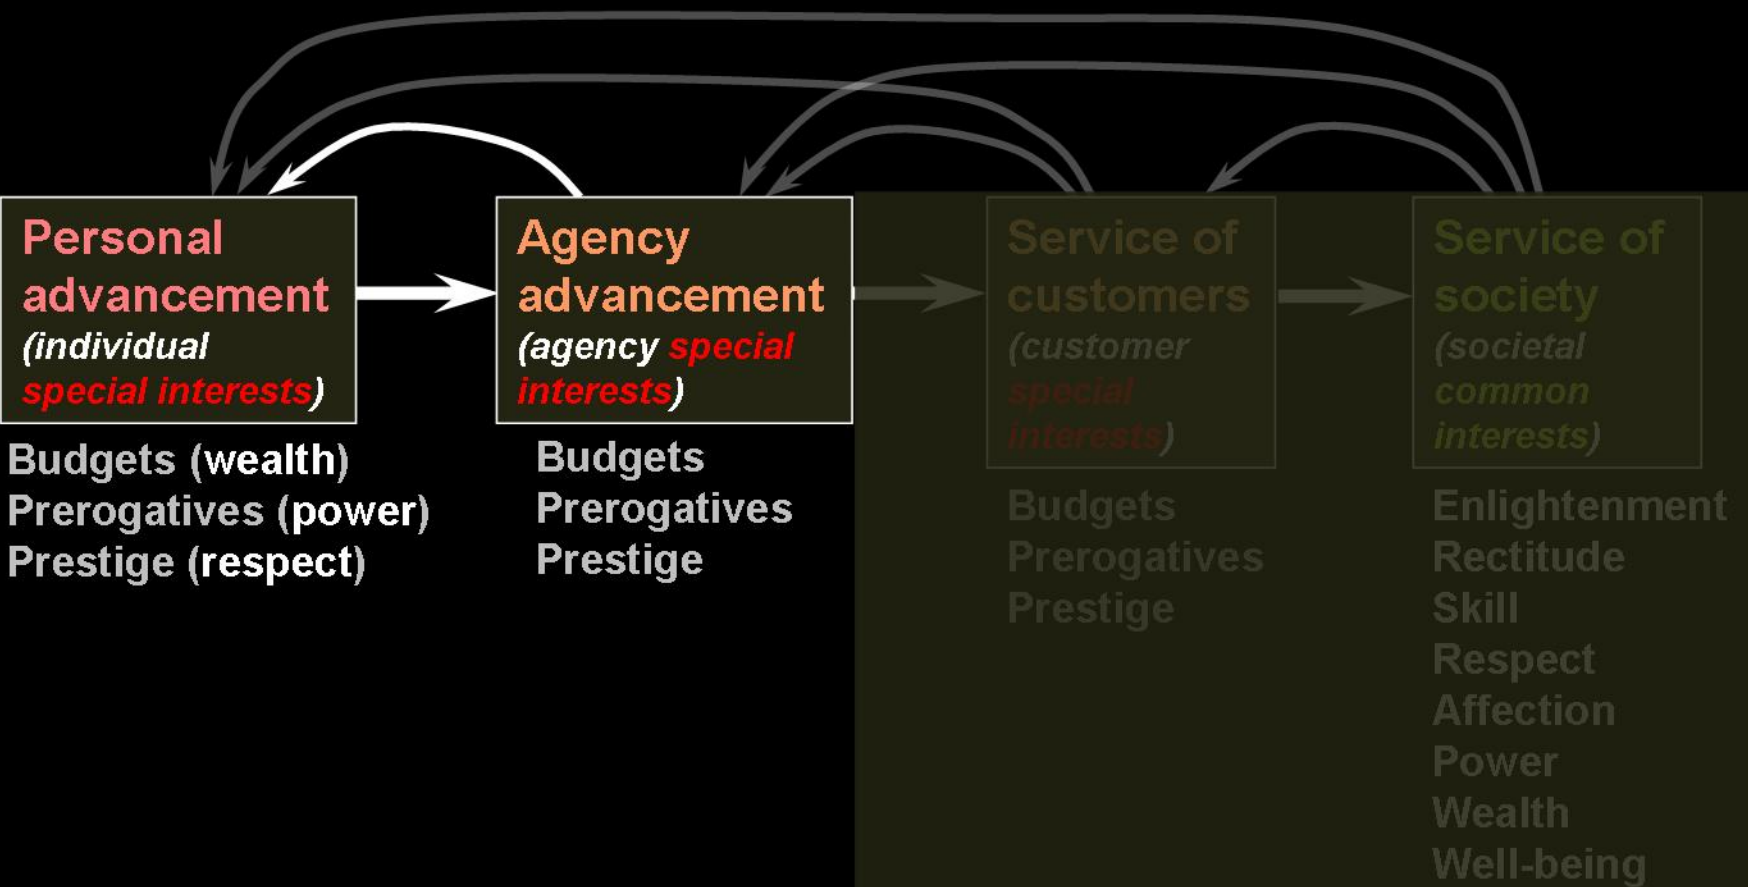 Personal
advancement
(individual
special interests)
Budgets (wealth)
Prerogatives (power)
Prestige (respect)
Agency
advancement
(agency special
interests)
Budgets
Prerogatives
Prestige
Service of
customers
(customer
special
interests)
Budgets
Prerogatives
Prestige
Service of
society
(societal
common
interests)
Enlightenment
Rectitude
Skill
Respect
Affection
Power
Wealth
Well-being